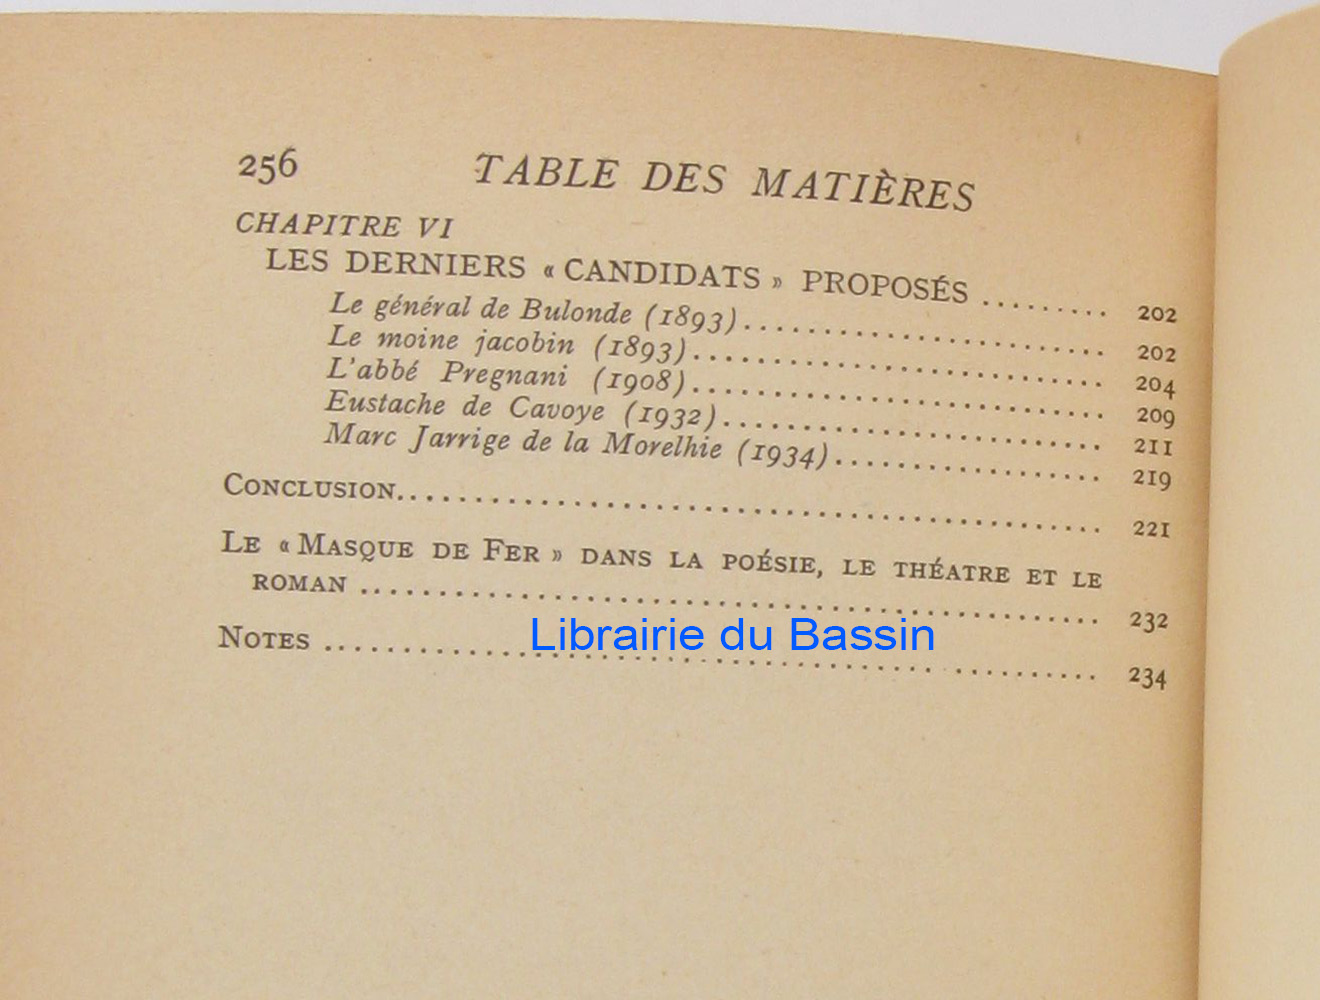 256 TABLE DES MATIÈRES
CHAPITRE VI
LES DERNIERS « CANDIDATS » PROPOSÉS ......... 202
Le général de Bulonde (1893) ...................... 202
Le moine jacobin (1893) .......................... 204
L'abbé Pregnani (1908) .......................... 209
Eustache de Cavoye (1932) ........................ 211
Marc Jarrige de la Morelhie (1934) ................. 219
CONCLUSION............................................ 221
LE « MASQUE DE FER » DANS LA POÉSIE, LE THÉATRE ET LE
ROMAN .............................................. 232
Librairie du Bassin
NOTES ................................................ 234